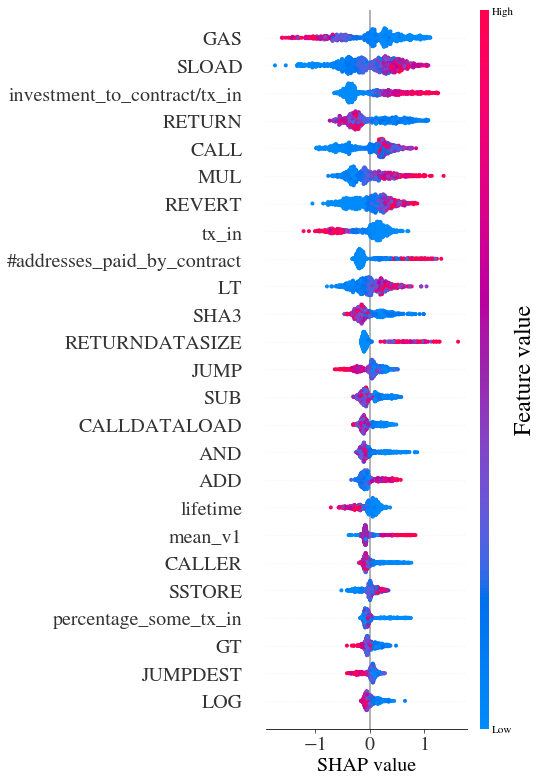 High
GAS
SLOAD
investment_to_contract/tx_in
RETURN
CALL
MUL
REVERT
tx_in
#addresses_paid_by_contract
LT
SHA3
RETURNDATASIZE
JUMP
SUB
CALLDATALOAD
AND
ADD
lifetime
mean_v1
CALLER
SSTORE
percentage_some_tx_in
GT
JUMPDEST
LOG
Feature value
Low
−1 0 1
SHAP value